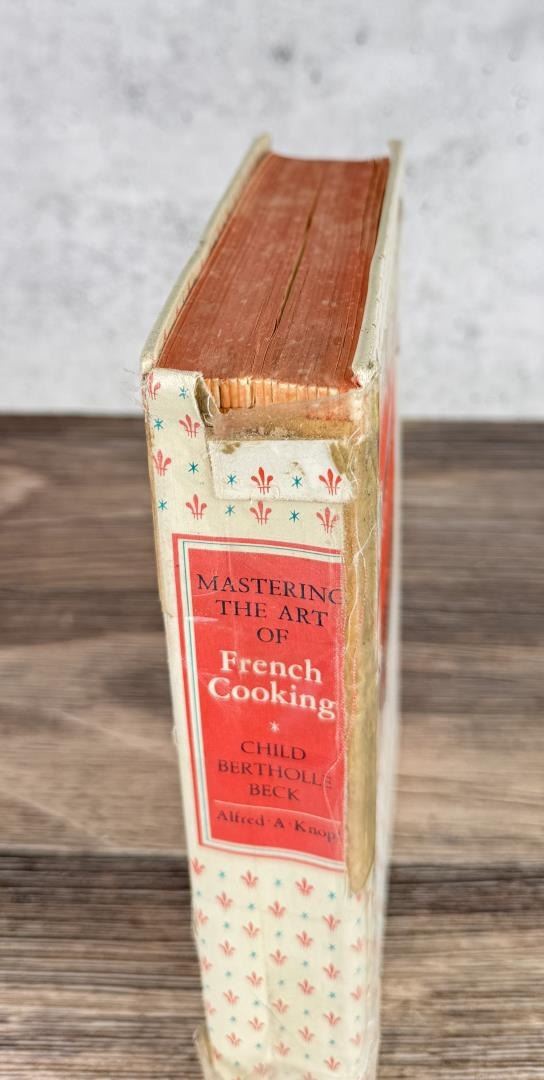 MASTERING
THE ART
OF
French
Cooking
*
CHILD
BERTHOLLE
BECK
Alfred·A·Knopf